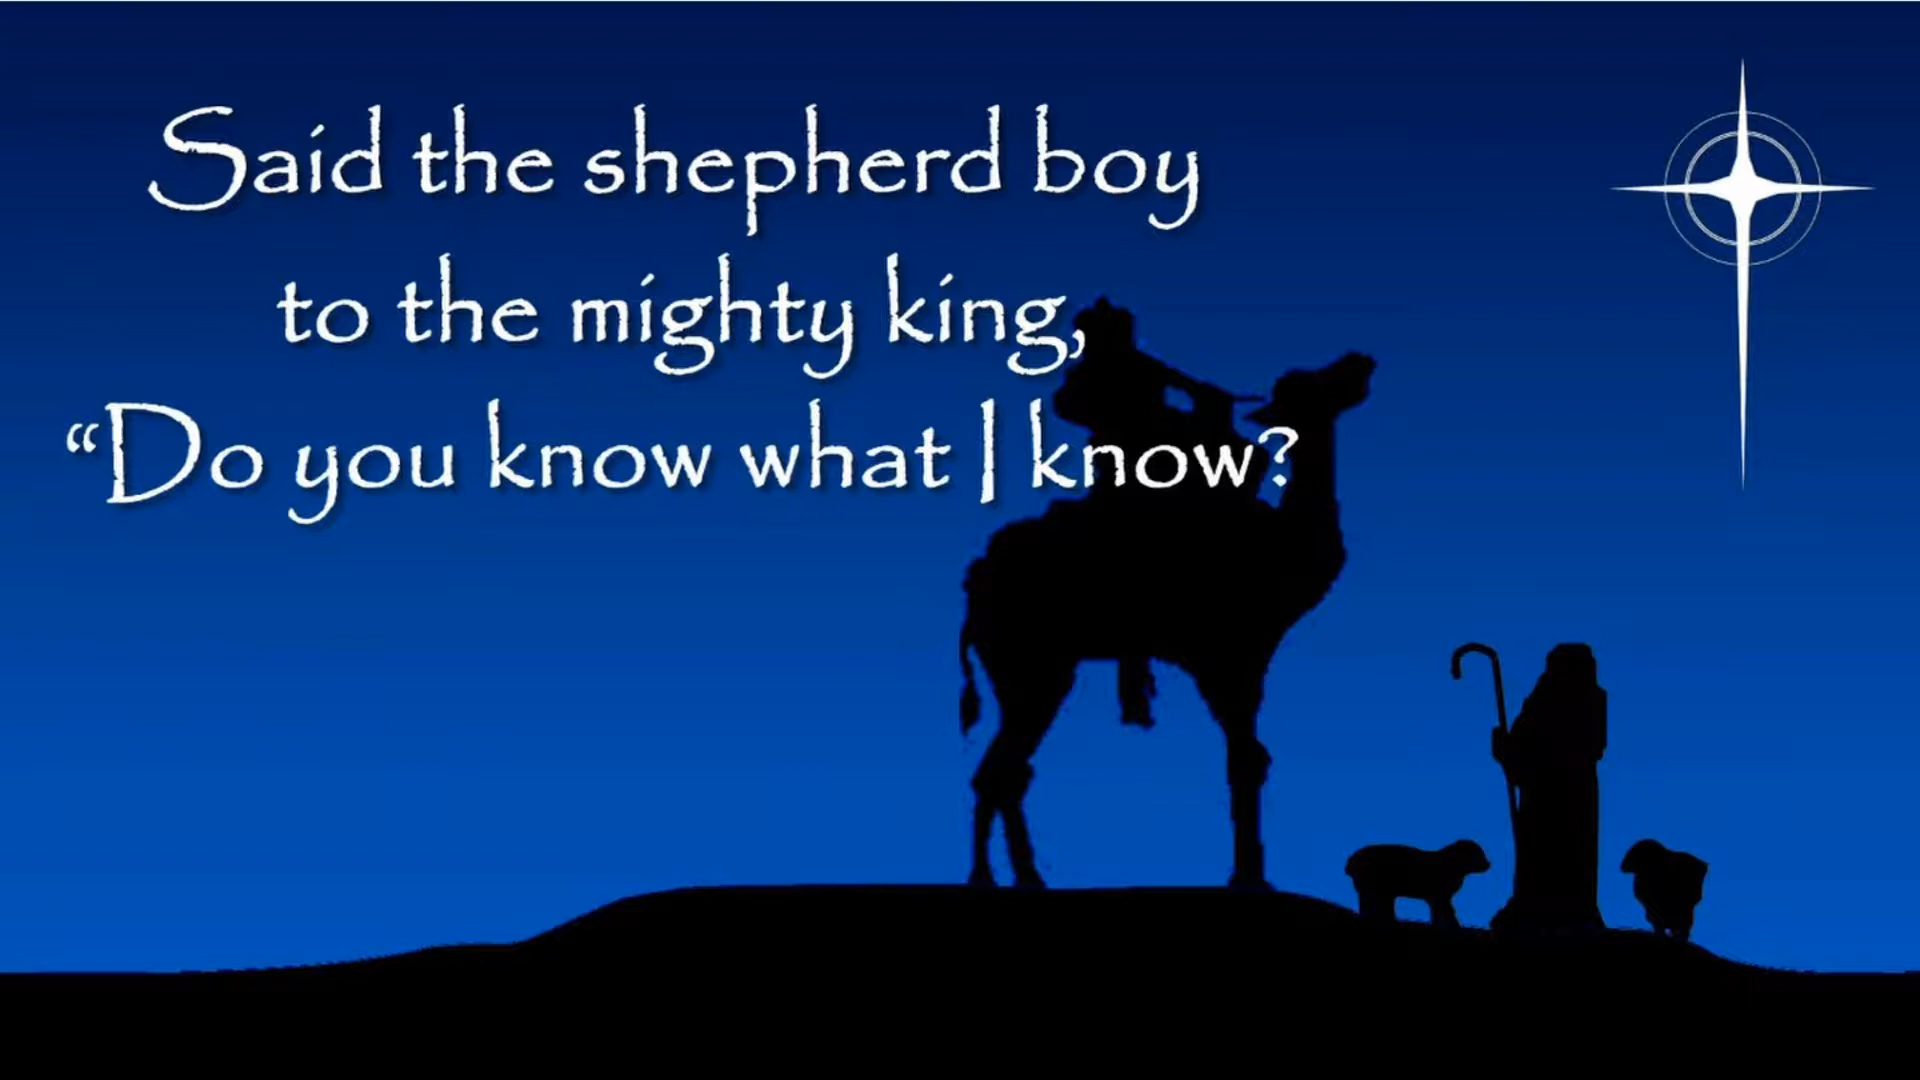 Said the shepherd boy
to the mighty king,
“Do you know what I know?